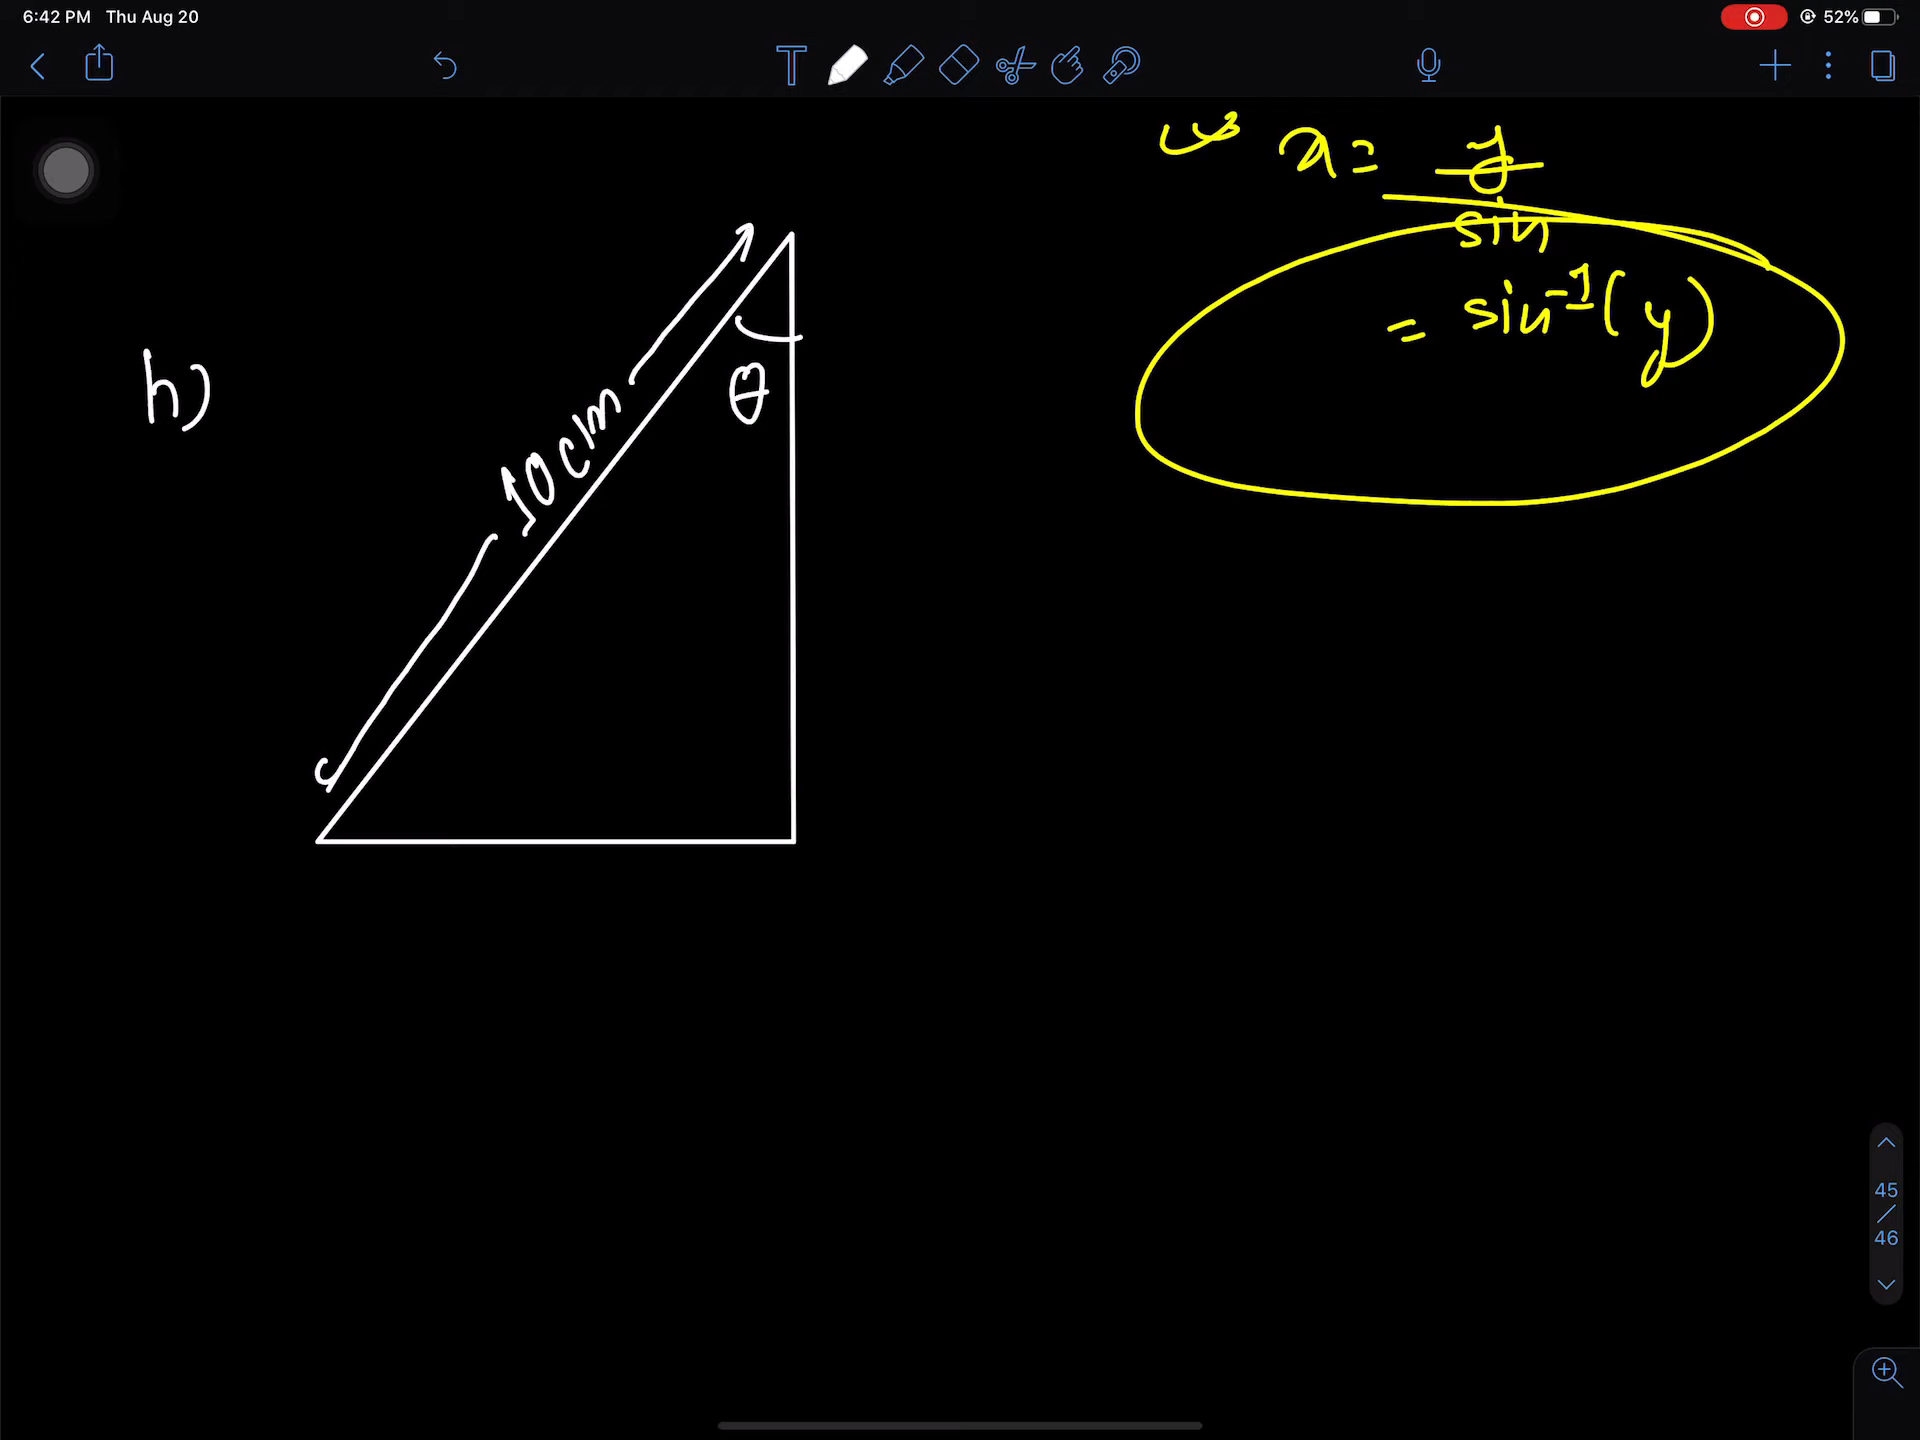 6:42 PM Thu Aug 20
52%
T
x = y
sin
= sin⁻¹(y)
h)
10cm
θ
45
/
46